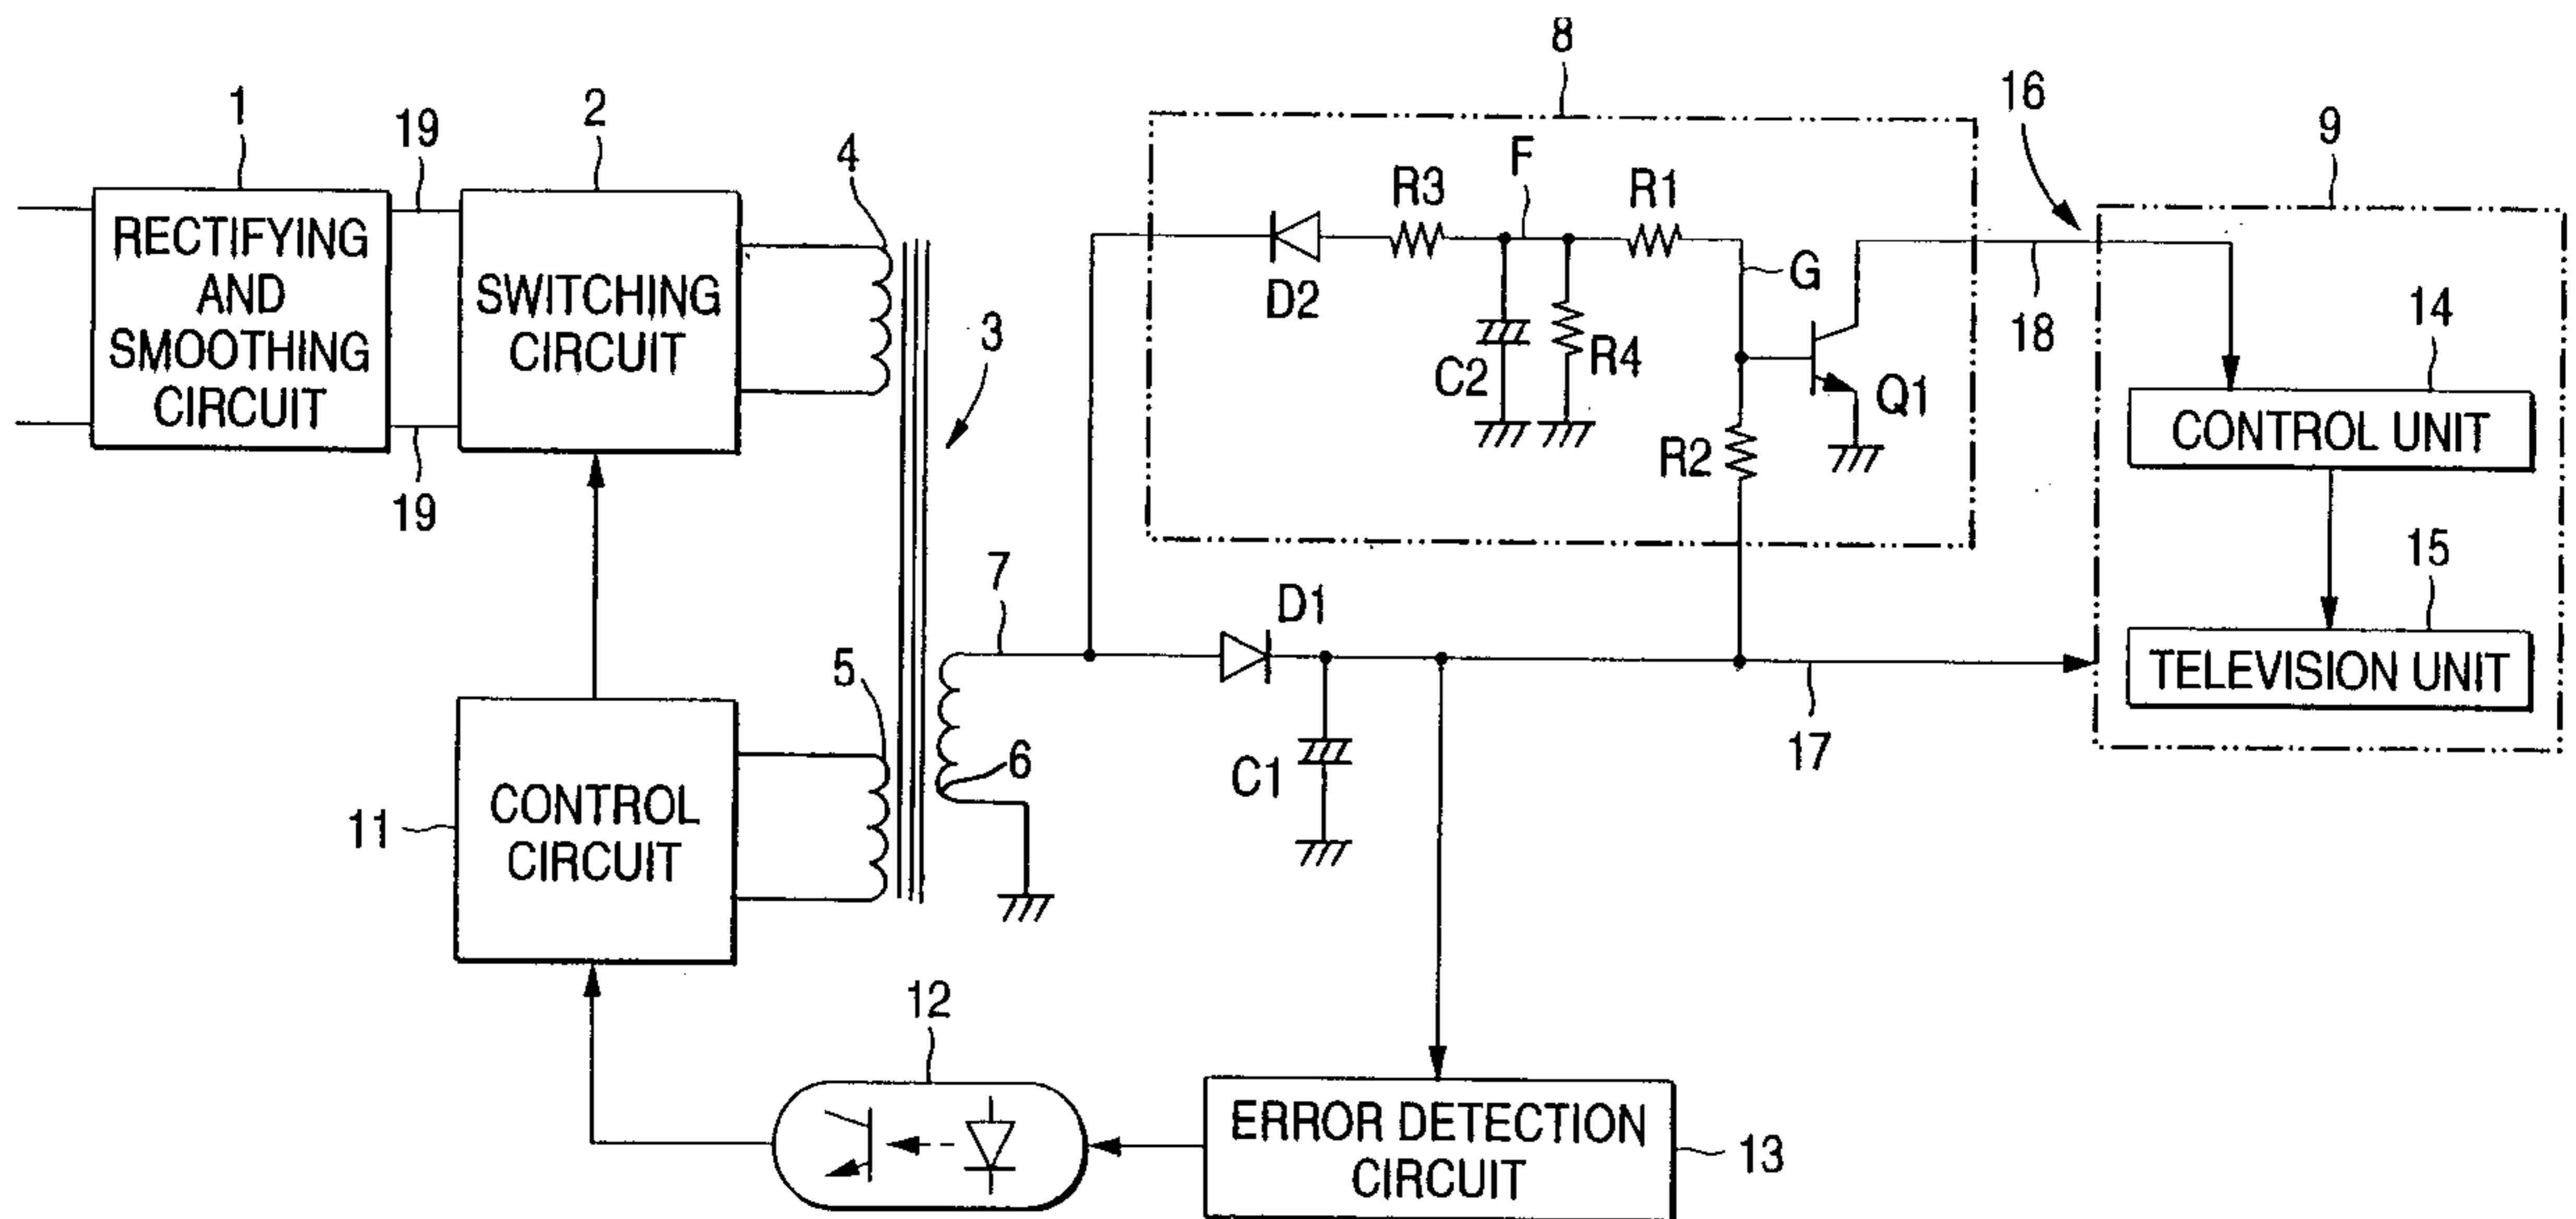 8
1
19
2
4
16
9
RECTIFYING
AND
SMOOTHING
CIRCUIT
SWITCHING
CIRCUIT
F
R3
R1
D2
G
C2
R4
Q1
R2
18
14
CONTROL UNIT
3
19
7
D1
15
TELEVISION UNIT
5
6
C1
17
11
CONTROL
CIRCUIT
12
ERROR DETECTION
CIRCUIT
13